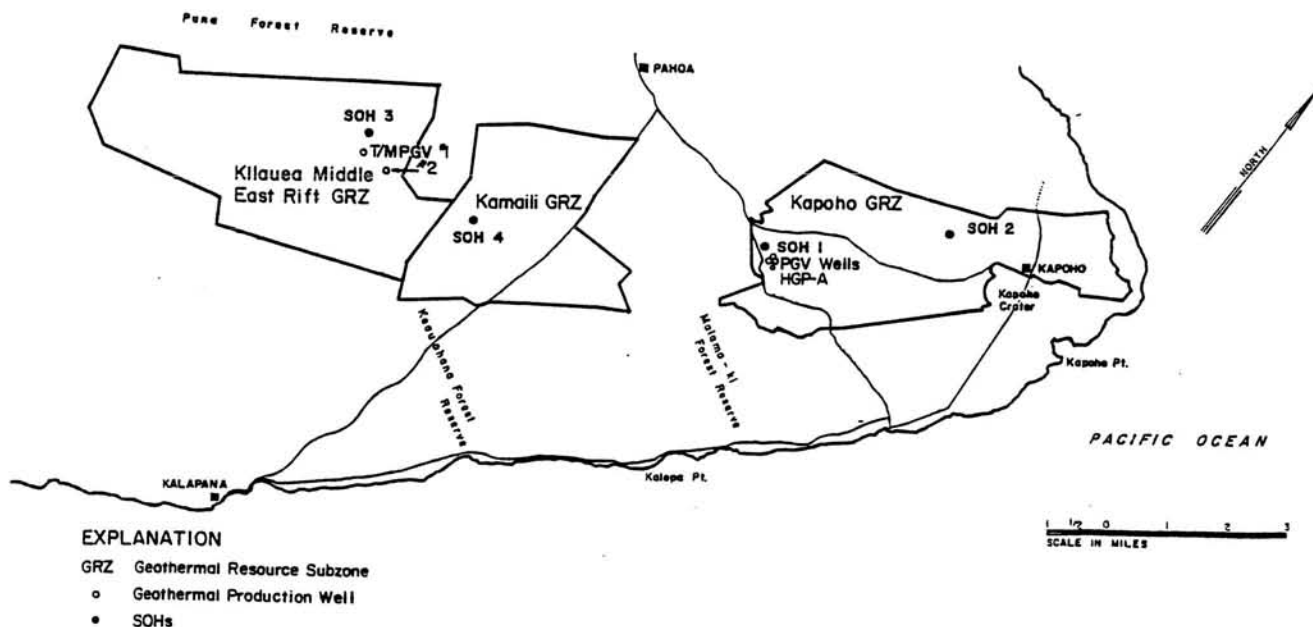 Puna Forest Reserve
PAHOA
SOH 3
T/MPGV #1
#2
Kilauea Middle
East Rift GRZ
Kamaili GRZ
SOH 4
Kapoho GRZ
SOH 2
SOH 1
PGV Wells
HGP-A
KAPOHO
Kapoho
Crater
NORTH
Keauohana Forest
Reserve
Malama-ki
Forest Reserve
Kapoho Pt.
PACIFIC OCEAN
KALAPANA
Kalepa Pt.
1 1/2 0 1 2 3
SCALE IN MILES
EXPLANATION
GRZ Geothermal Resource Subzone
Geothermal Production Well
SOHs